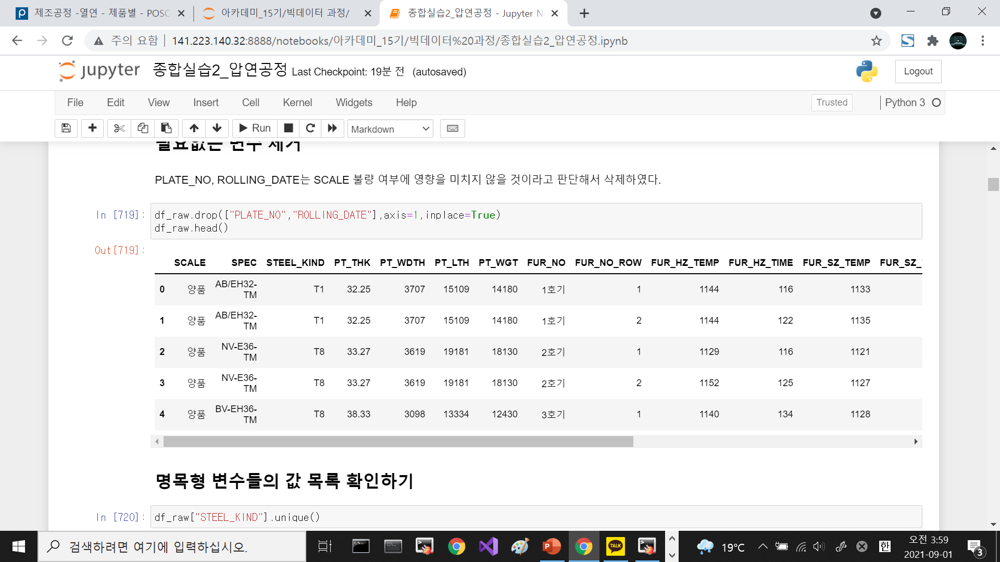 제조공정 -열연 - 제품별 - POSC
아카데미_15기/빅데이터 과정/
종합실습2_압연공정 - Jupyter N
주의 요함 | 141.223.140.32:8888/notebooks/아카데미_15기/빅데이터%20과정/종합실습2_압연공정.ipynb
jupyter 종합실습2_압연공정 Last Checkpoint: 19분 전 (autosaved)
Logout
File Edit View Insert Cell Kernel Widgets Help
Trusted
Python 3
Run
Markdown
필요없는 변수 제거
PLATE_NO, ROLLING_DATE는 SCALE 불량 여부에 영향을 미치지 않을 것이라고 판단해서 삭제하였다.
In [719]: df_raw.drop(["PLATE_NO","ROLLING_DATE"],axis=1,inplace=True)
df_raw.head()
Out[719]:
SCALE SPEC STEEL_KIND PT_THK PT_WDTH PT_LTH PT_WGT FUR_NO FUR_NO_ROW FUR_HZ_TEMP FUR_HZ_TIME FUR_SZ_TEMP FUR_SZ_
0 양품 AB/EH32-TM T1 32.25 3707 15109 14180 1호기 1 1144 116 1133
1 양품 AB/EH32-TM T1 32.25 3707 15109 14180 1호기 2 1144 122 1135
2 양품 NV-E36-TM T8 33.27 3619 19181 18130 2호기 1 1129 116 1121
3 양품 NV-E36-TM T8 33.27 3619 19181 18130 2호기 2 1152 125 1127
4 양품 BV-EH36-TM T8 38.33 3098 13334 12430 3호기 1 1140 134 1128
명목형 변수들의 값 목록 확인하기
In [720]: df_raw["STEEL_KIND"].unique()
검색하려면 여기에 입력하십시오.
TALK
19°C
한
오전 3:59
2021-09-01
3